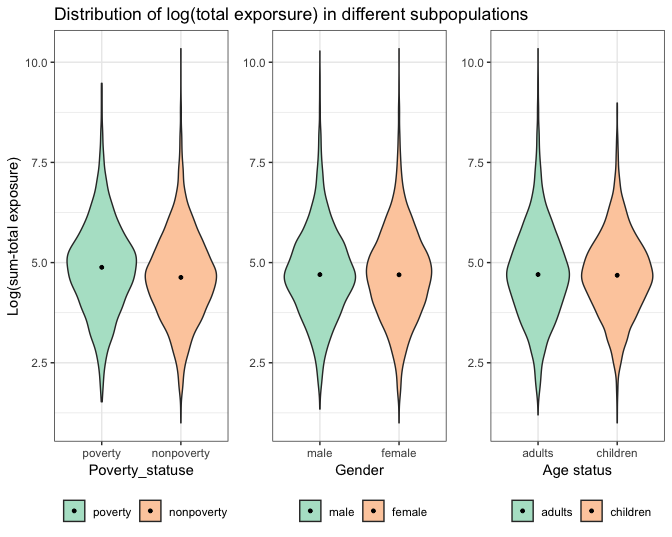 Distribution of log(total exporsure) in different subpopulations
Log(sum-total exposure)
10.0
7.5
5.0
2.5
poverty nonpoverty
Poverty_statuse
poverty nonpoverty
10.0
7.5
5.0
2.5
male female
Gender
male female
10.0
7.5
5.0
2.5
adults children
Age status
adults children